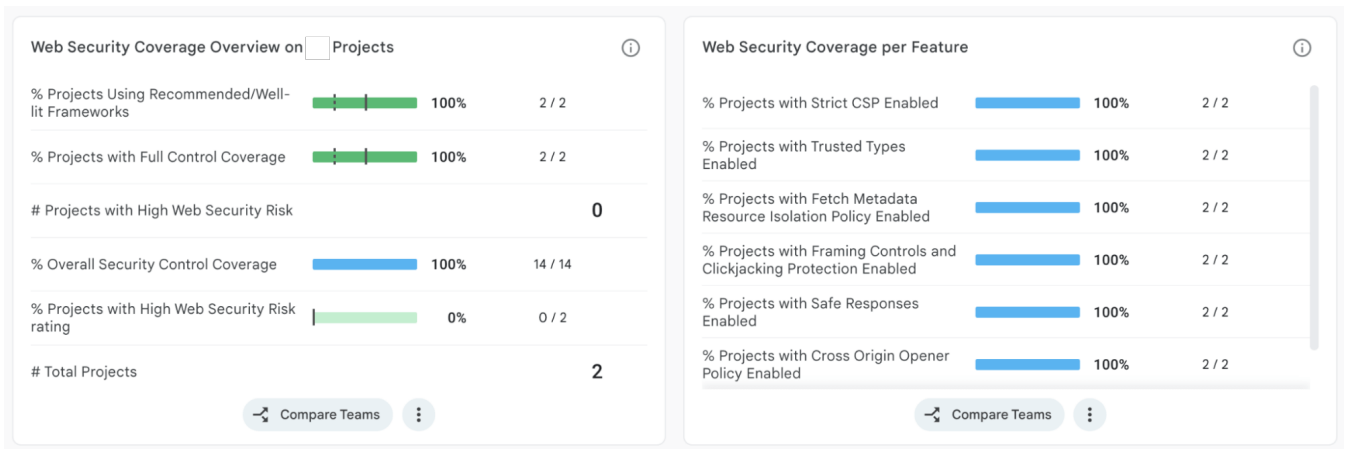 Web Security Coverage Overview on Projects
% Projects Using Recommended/Well-
lit Frameworks
100%
2 / 2
% Projects with Full Control Coverage
100%
2 / 2
# Projects with High Web Security Risk
0
% Overall Security Control Coverage
100%
14 / 14
% Projects with High Web Security Risk
rating
0%
0 / 2
# Total Projects
2
Compare Teams
Web Security Coverage per Feature
% Projects with Strict CSP Enabled
100%
2 / 2
% Projects with Trusted Types
Enabled
100%
2 / 2
% Projects with Fetch Metadata
Resource Isolation Policy Enabled
100%
2 / 2
% Projects with Framing Controls and
Clickjacking Protection Enabled
100%
2 / 2
% Projects with Safe Responses
Enabled
100%
2 / 2
% Projects with Cross Origin Opener
Policy Enabled
100%
2 / 2
Compare Teams